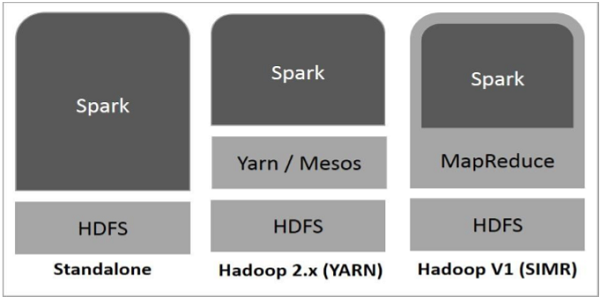 Spark
HDFS
Standalone
Spark
Yarn / Mesos
HDFS
Hadoop 2.x (YARN)
Spark
MapReduce
HDFS
Hadoop V1 (SIMR)